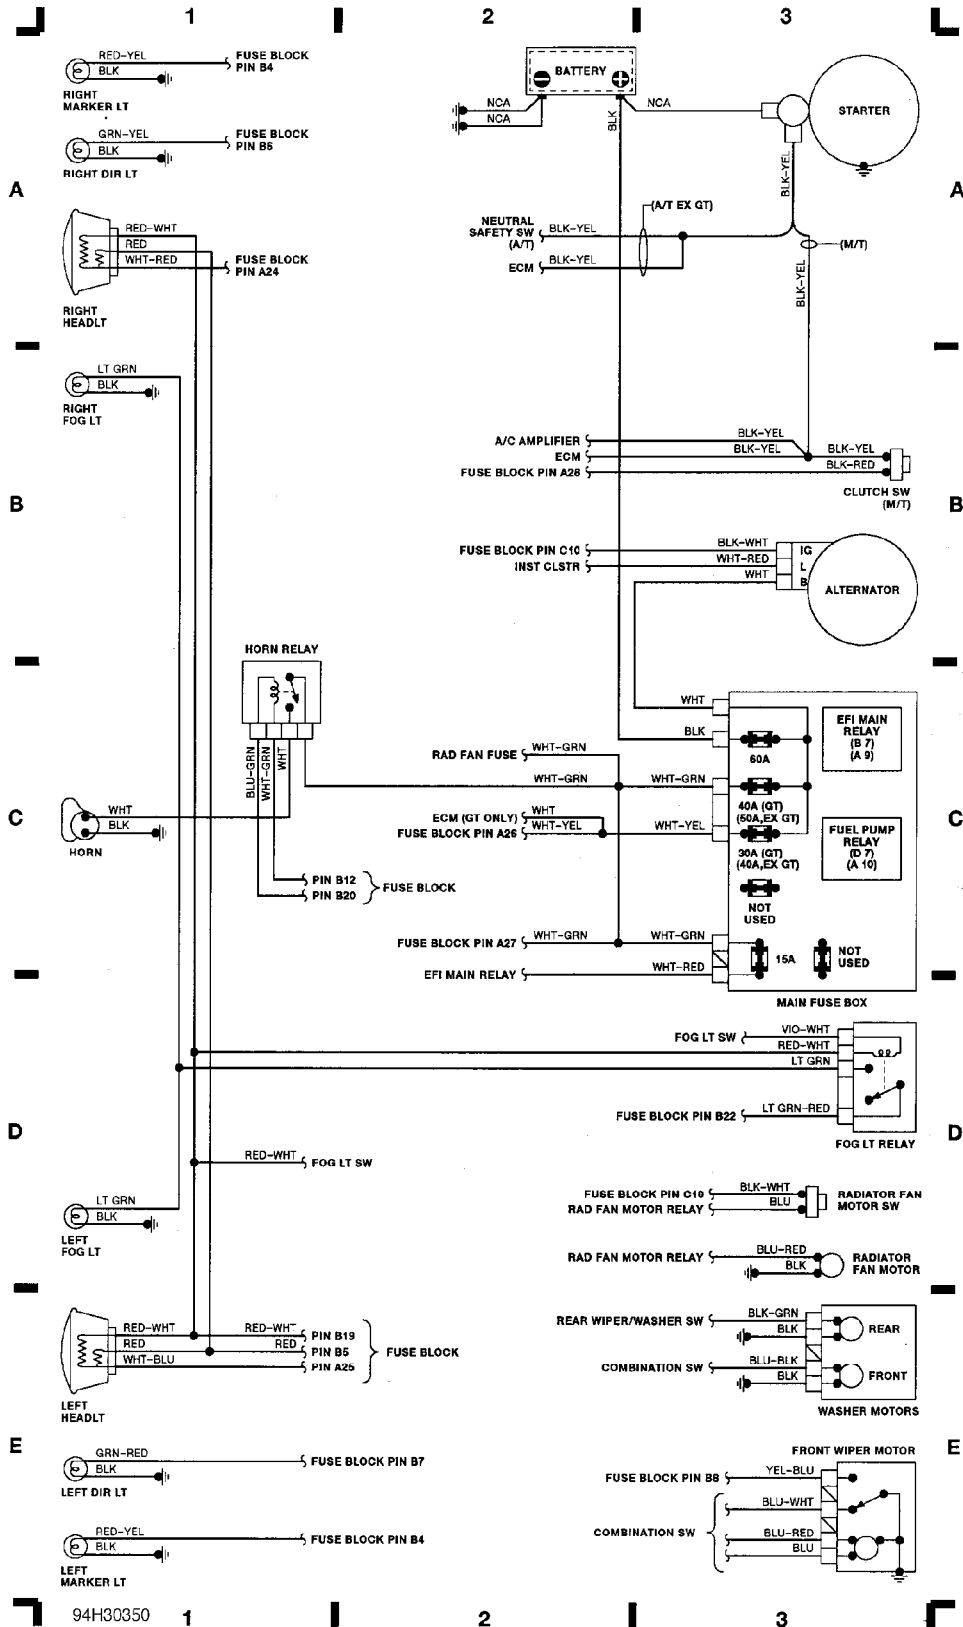 1 2 3
A A
B B
C C
D D
E E
RED-YEL
BLK
FUSE BLOCK
PIN B4
RIGHT
MARKER LT
GRN-YEL
BLK
FUSE BLOCK
PIN B6
RIGHT DIR LT
RED-WHT
RED
WHT-RED
FUSE BLOCK
PIN A24
RIGHT
HEADLT
LT GRN
BLK
RIGHT
FOG LT
BATTERY
NCA
NCA
BLK
NCA
STARTER
BLK-YEL
(A/T EX GT)
NEUTRAL
SAFETY SW
(A/T)
BLK-YEL
ECM
BLK-YEL
(M/T)
BLK-YEL
A/C AMPLIFIER
BLK-YEL
ECM
BLK-YEL
BLK-YEL
FUSE BLOCK PIN A28
BLK-RED
CLUTCH SW
(M/T)
FUSE BLOCK PIN C10
BLK-WHT
IG
INST CLSTR
WHT-RED
L
WHT
B
ALTERNATOR
HORN RELAY
BLU-GRN
WHT-GRN
WHT
WHT
BLK
HORN
PIN B12
PIN B20
FUSE BLOCK
WHT
BLK
60A
RAD FAN FUSE
WHT-GRN
WHT-GRN
WHT-GRN
40A (GT)
(50A,EX GT)
ECM (GT ONLY)
WHT
FUSE BLOCK PIN A26
WHT-YEL
WHT-YEL
30A (GT)
(40A,EX GT)
NOT
USED
EFI MAIN
RELAY
(B 7)
(A 9)
FUEL PUMP
RELAY
(D 7)
(A 10)
FUSE BLOCK PIN A27
WHT-GRN
WHT-GRN
EFI MAIN RELAY
WHT-RED
15A
NOT
USED
MAIN FUSE BOX
FOG LT SW
VIO-WHT
RED-WHT
LT GRN
FUSE BLOCK PIN B22
LT GRN-RED
FOG LT RELAY
RED-WHT
FOG LT SW
LT GRN
BLK
LEFT
FOG LT
FUSE BLOCK PIN C10
BLK-WHT
RAD FAN MOTOR RELAY
BLU
RADIATOR FAN
MOTOR SW
RAD FAN MOTOR RELAY
BLU-RED
BLK
RADIATOR
FAN MOTOR
RED-WHT
RED-WHT
PIN B19
RED
RED
PIN B5
WHT-BLU
PIN A25
FUSE BLOCK
LEFT
HEADLT
REAR WIPER/WASHER SW
BLK-GRN
BLK
REAR
COMBINATION SW
BLU-BLK
BLK
FRONT
WASHER MOTORS
GRN-RED
BLK
FUSE BLOCK PIN B7
LEFT DIR LT
RED-YEL
BLK
FUSE BLOCK PIN B4
LEFT
MARKER LT
FRONT WIPER MOTOR
FUSE BLOCK PIN B8
YEL-BLU
BLU-WHT
COMBINATION SW
BLU-RED
BLU
94H30350
1 2 3